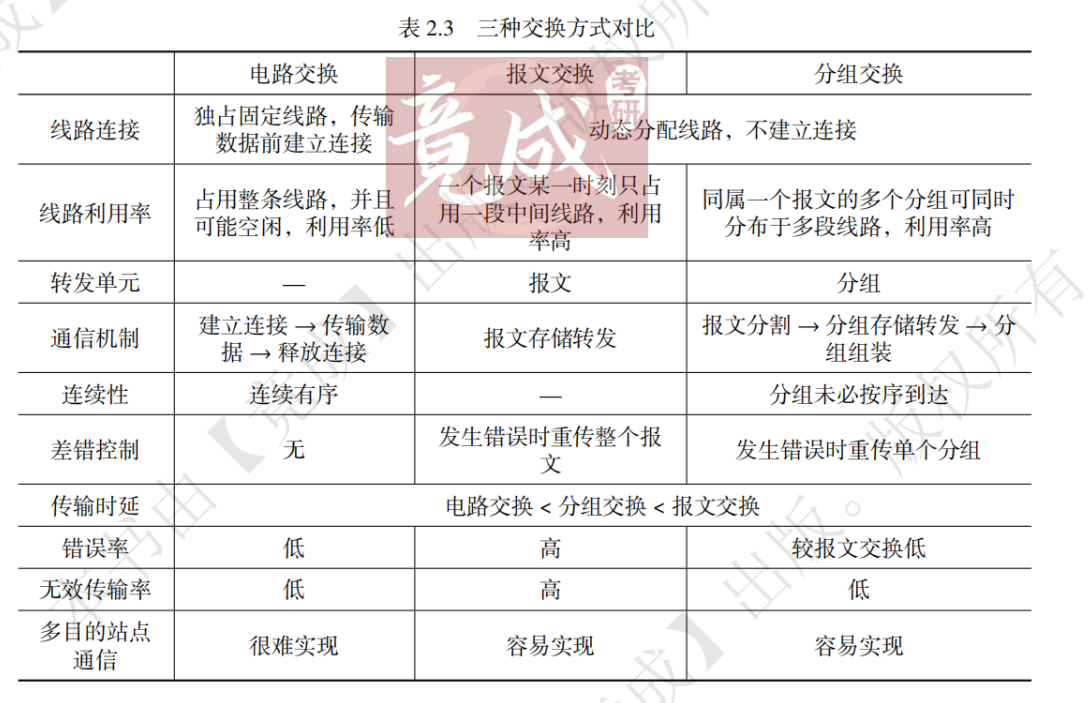 表 2.3 三种交换方式对比
电路交换 报文交换 分组交换
线路连接
独占固定线路，传输
数据前建立连接
动态分配线路，不建立连接
线路利用率
占用整条线路，并且
可能空闲，利用率低
一个报文某一时刻只占
用一段中间线路，利用
率高
同属一个报文的多个分组可同时
分布于多段线路，利用率高
转发单元 — 报文 分组
通信机制
建立连接 → 传输数
据 → 释放连接
报文存储转发
报文分割 → 分组存储转发 → 分
组组装
连续性 连续有序 — 分组未必按序到达
差错控制 无
发生错误时重传整个报
文
发生错误时重传单个分组
传输时延 电路交换 < 分组交换 < 报文交换
错误率 低 高 较报文交换低
无效传输率 低 高 低
多目的站点
通信
很难实现 容易实现 容易实现
竟成
考研
本书由【竟成】出版。版权所有